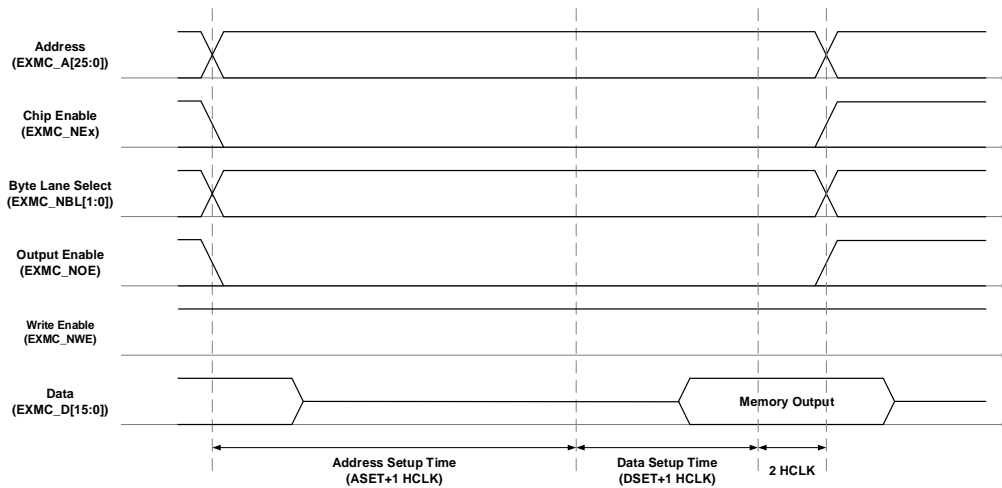 Address
(EXMC_A[25:0])
Chip Enable
(EXMC_NEx)
Byte Lane Select
(EXMC_NBL[1:0])
Output Enable
(EXMC_NOE)
Write Enable
(EXMC_NWE)
Data
(EXMC_D[15:0])
Memory Output
Address Setup Time
(ASET+1 HCLK)
Data Setup Time
(DSET+1 HCLK)
2 HCLK